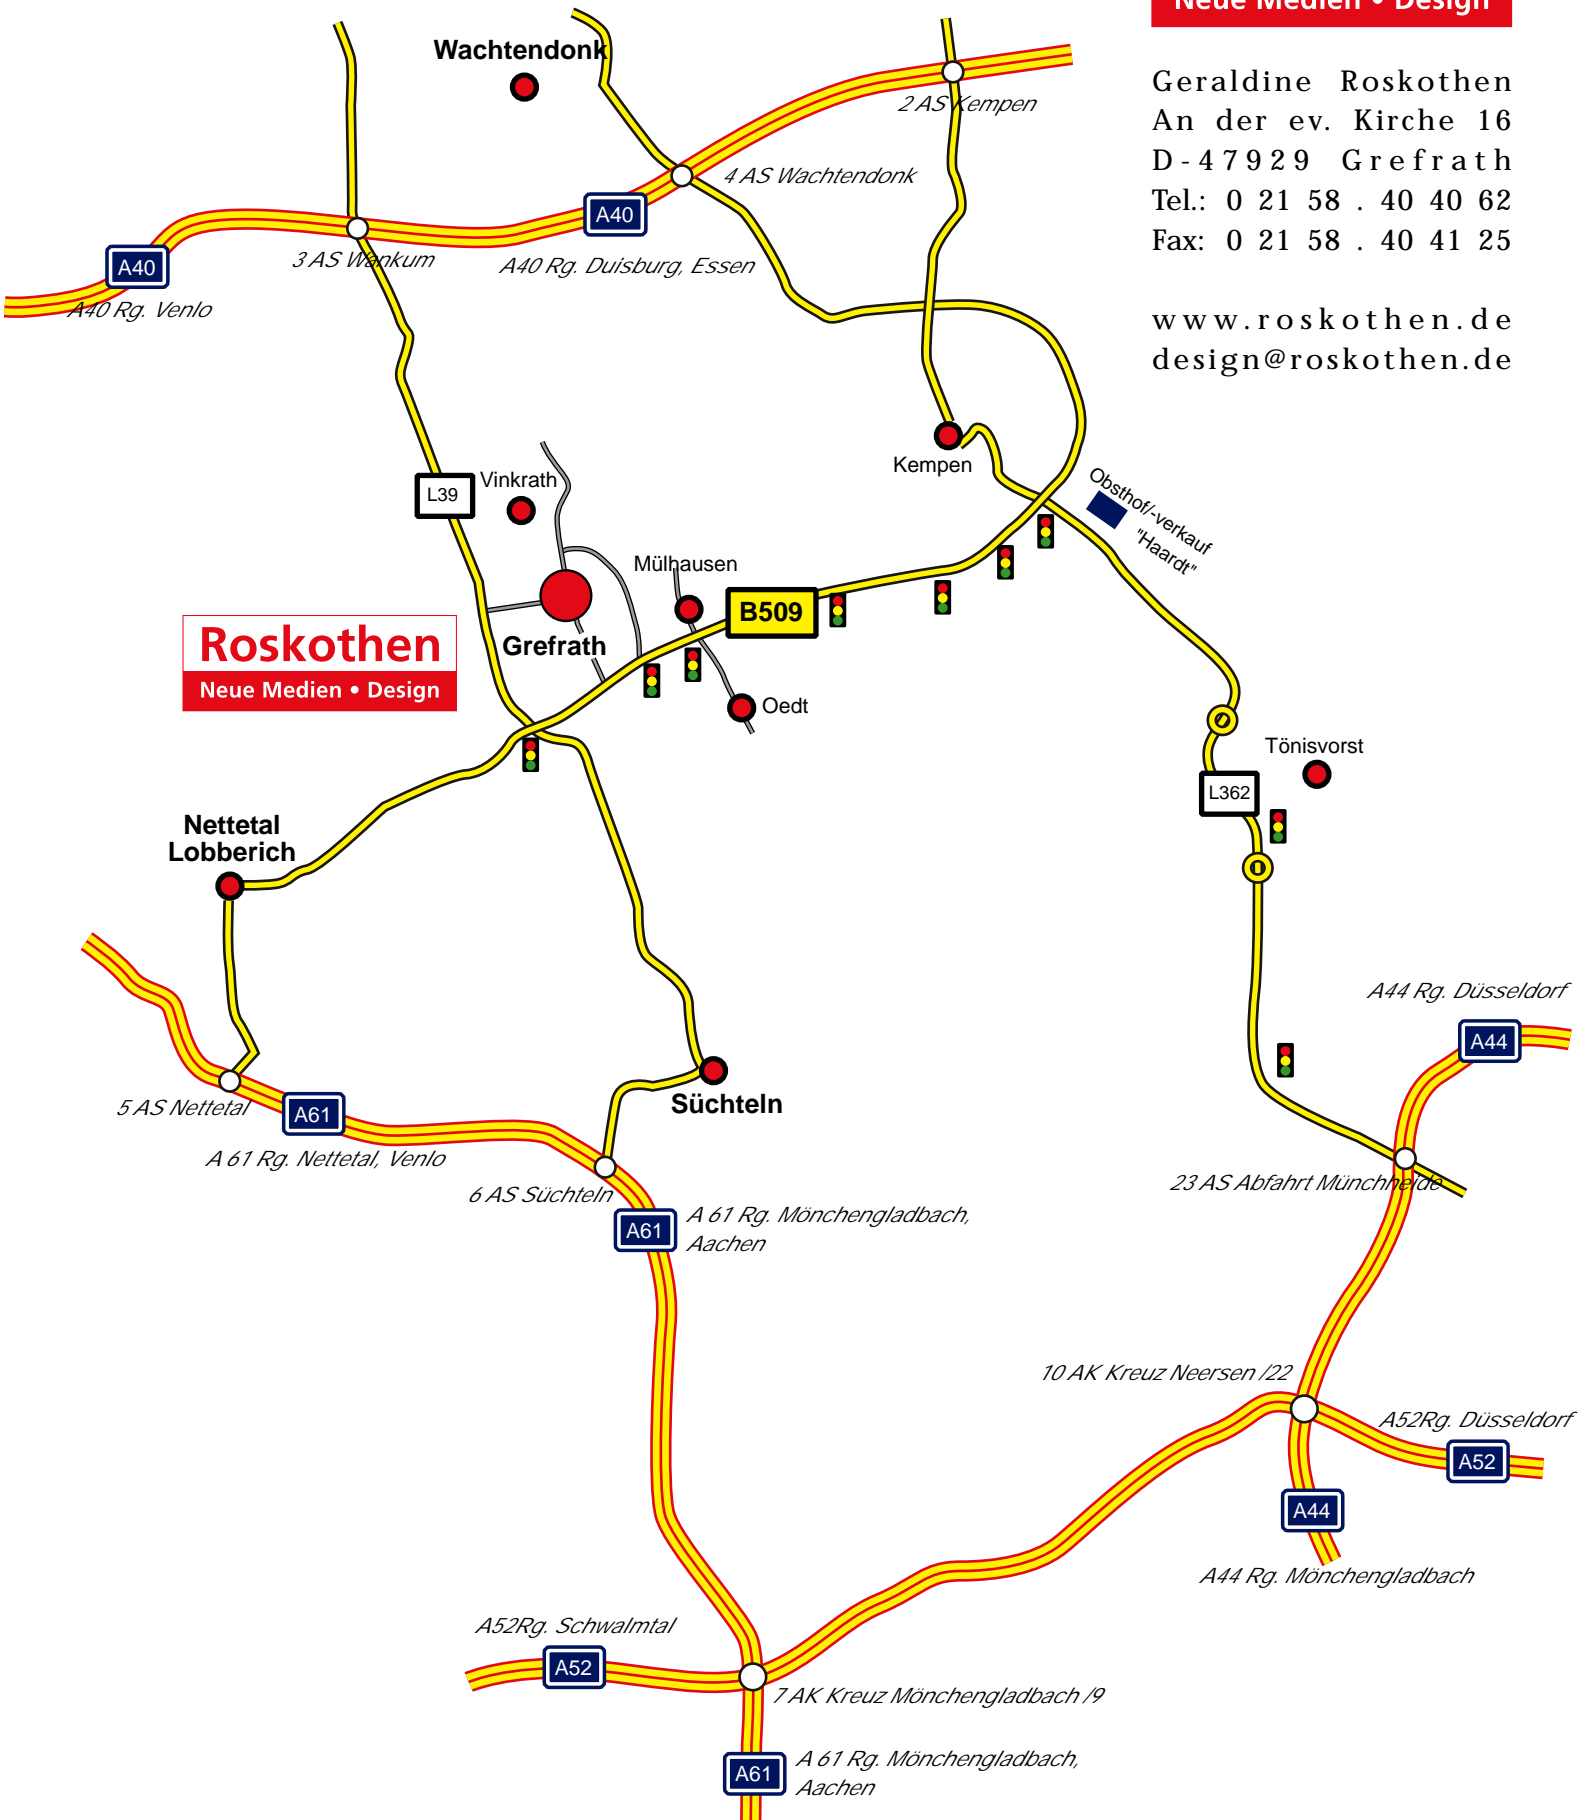 Neue Medien • Design
Geraldine Roskothen
An der ev. Kirche 16
D-47929 Grefrath
Tel.: 0 21 58 . 40 40 62
Fax: 0 21 58 . 40 41 25
www.roskothen.de
design@roskothen.de
Wachtendonk
2 AS Kempen
4 AS Wachtendonk
A40
A40
3 AS Wankum
A40 Rg. Duisburg, Essen
A40 Rg. Venlo
Kempen
L39
Vinkrath
Obsthof/-verkauf
"Haardt"
Mülhausen
B509
Grefrath
Roskothen
Neue Medien • Design
Oedt
Tönisvorst
L362
Nettetal
Lobberich
A44 Rg. Düsseldorf
A44
5 AS Nettetal
A61
Süchteln
A 61 Rg. Nettetal, Venlo
6 AS Süchteln
23 AS Abfahrt Münchheide
A61
A 61 Rg. Mönchengladbach,
Aachen
10 AK Kreuz Neersen /22
A52Rg. Düsseldorf
A52
A44
A44 Rg. Mönchengladbach
A52Rg. Schwalmtal
A52
7 AK Kreuz Mönchengladbach /9
A61
A 61 Rg. Mönchengladbach,
Aachen